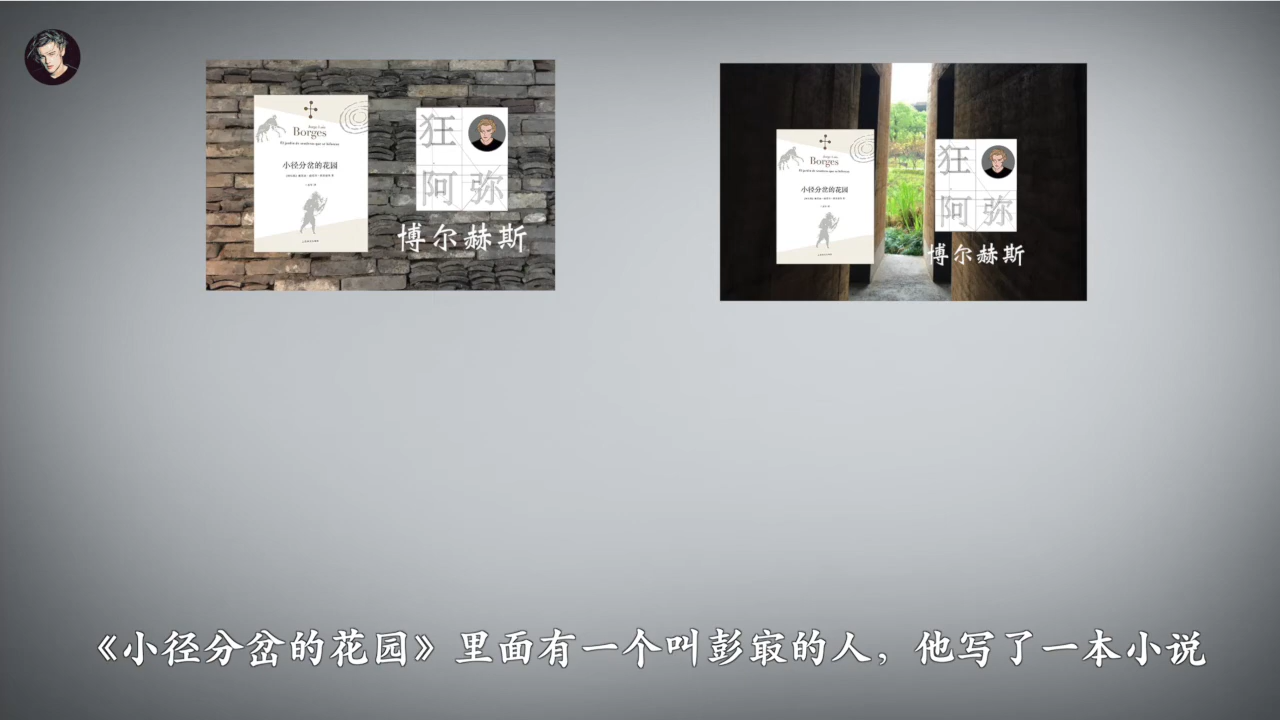 Borges
小径分岔的花园
狂
阿弥
博尔赫斯
Borges
小径分岔的花园
狂
阿弥
博尔赫斯
《小径分岔的花园》里面有一个叫彭㝡的人，他写了一本小说